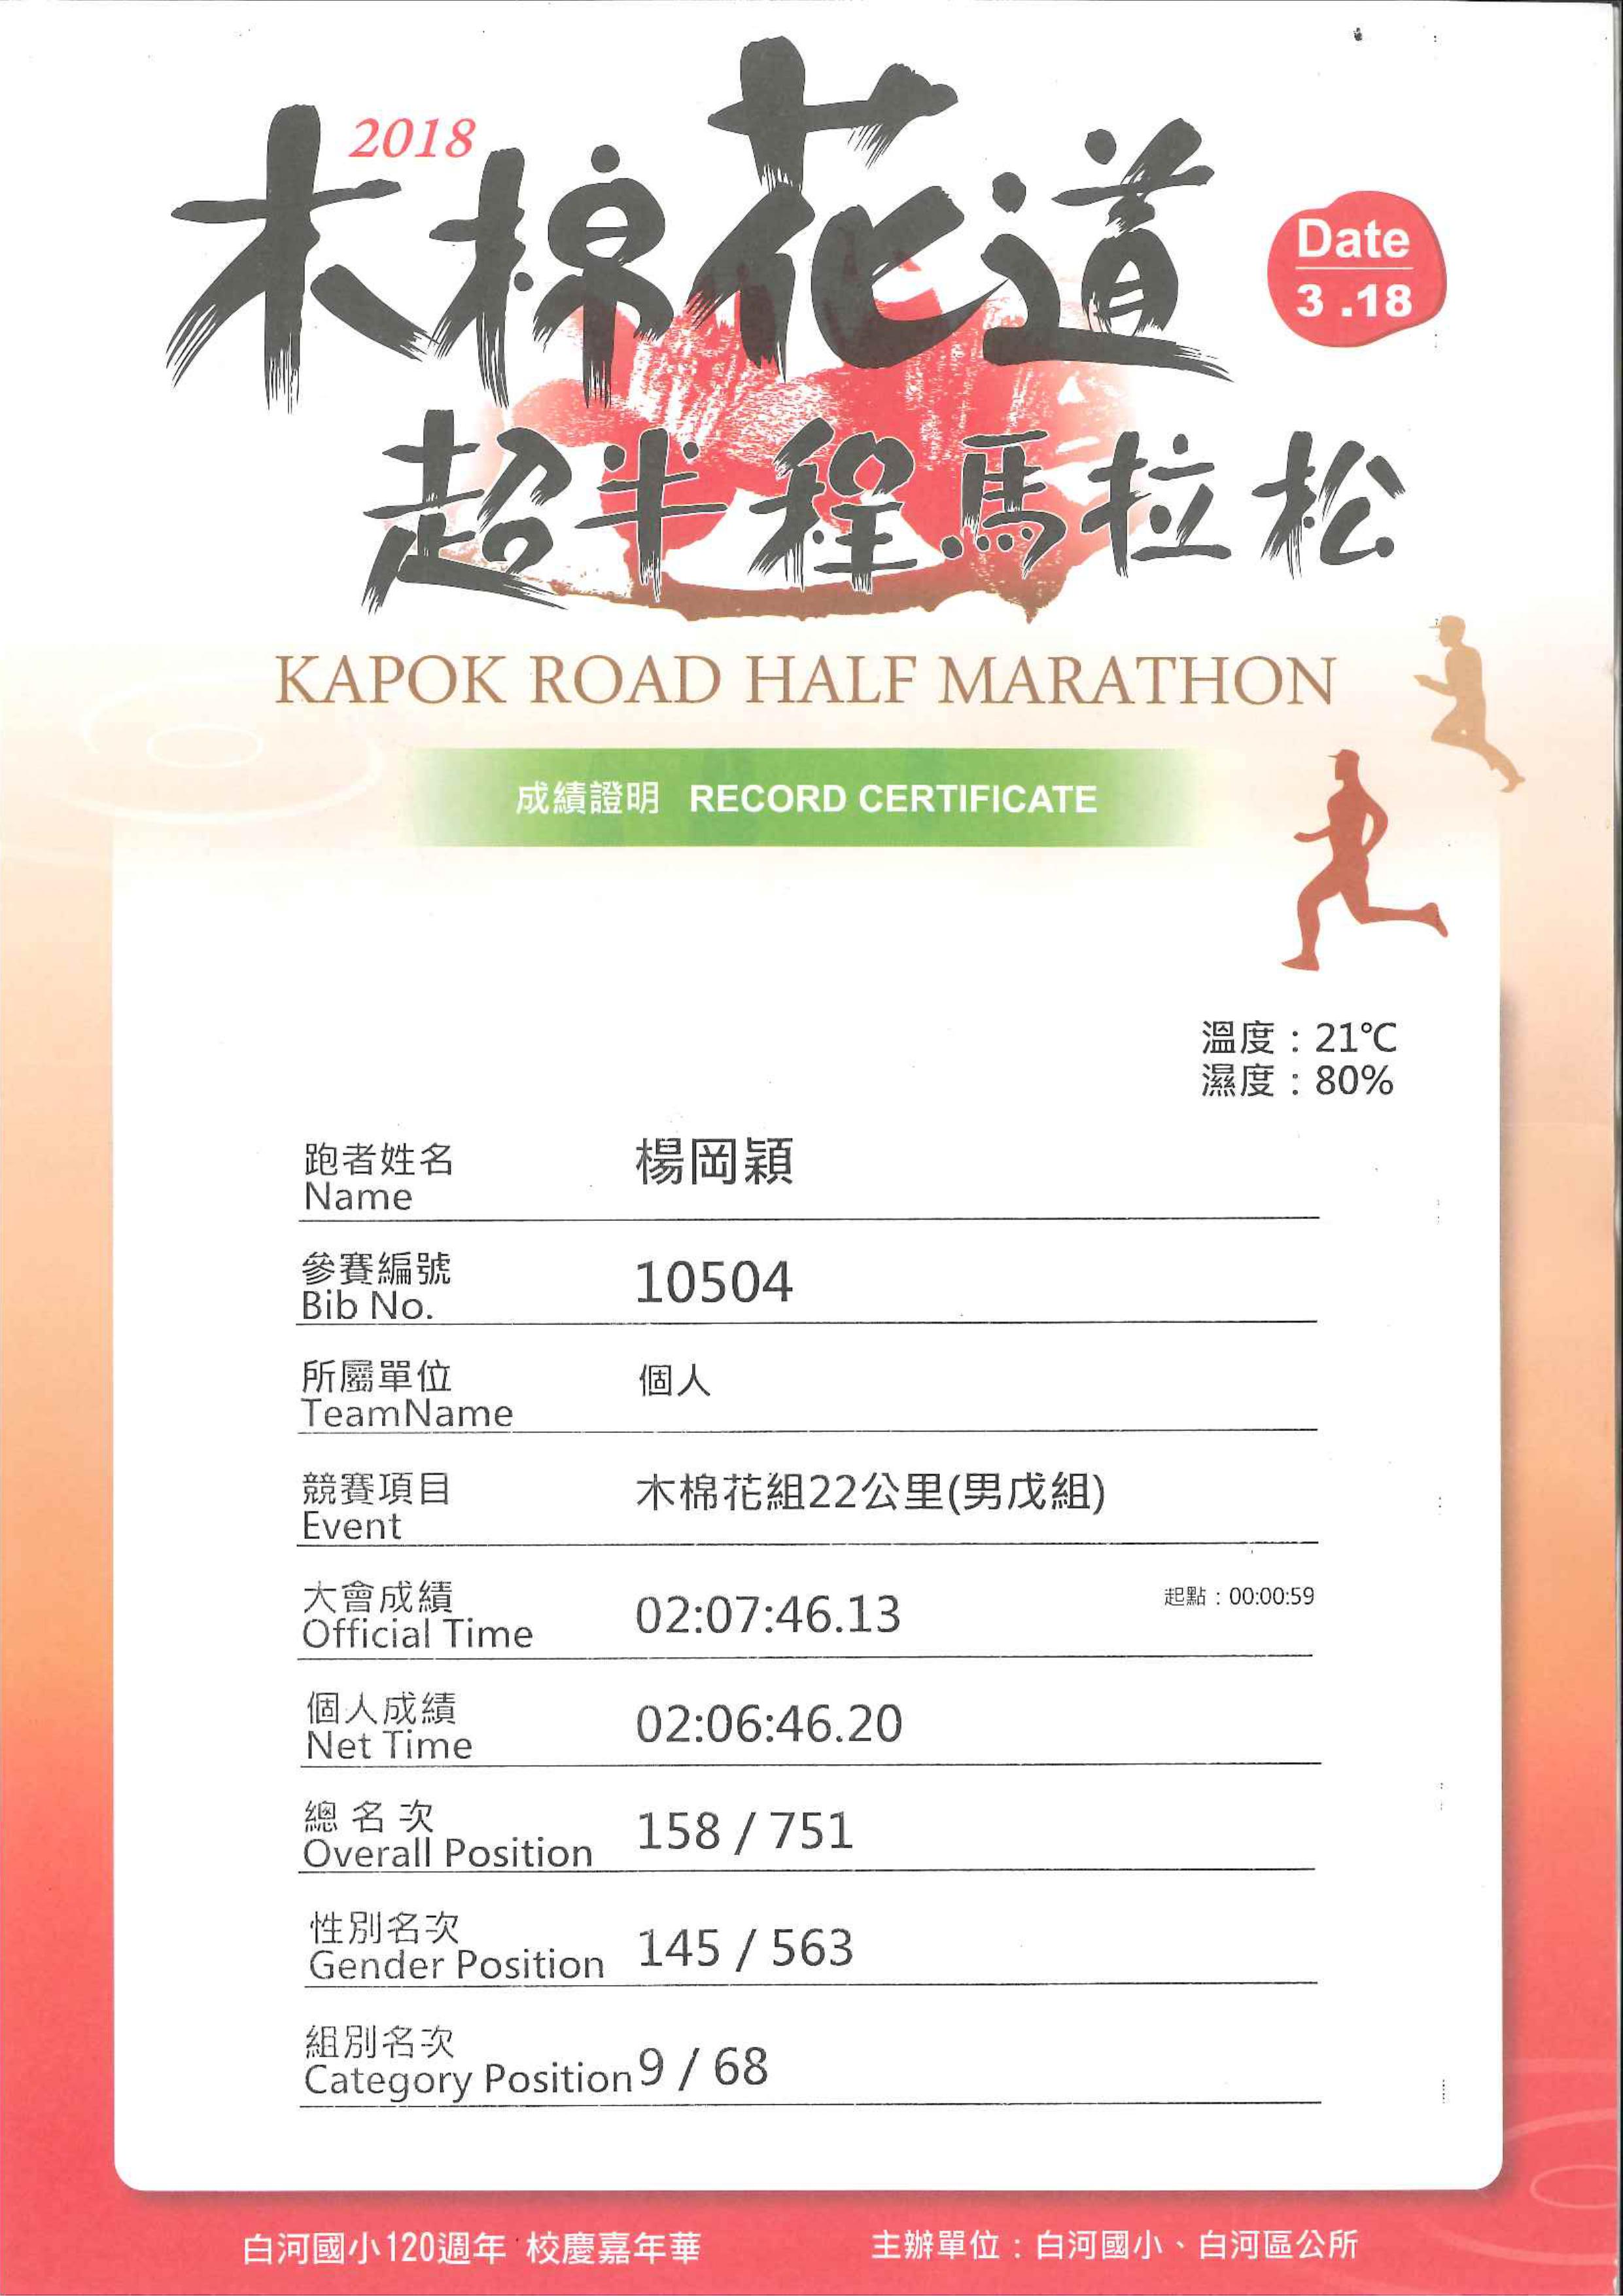 2018
木棉花道
Date
3 .18
超半程馬拉松
KAPOK ROAD HALF MARATHON
成績證明 RECORD CERTIFICATE
溫度：21℃
濕度：80%
跑者姓名 楊岡穎
Name
參賽編號 10504
Bib No.
所屬單位 個人
TeamName
競賽項目 木棉花組22公里(男戊組)
Event
大會成績 02:07:46.13 起點：00:00:59
Official Time
個人成績 02:06:46.20
Net Time
總名次 158 / 751
Overall Position
性別名次 145 / 563
Gender Position
組別名次 9 / 68
Category Position
白河國小120週年 校慶嘉年華 主辦單位：白河國小、白河區公所